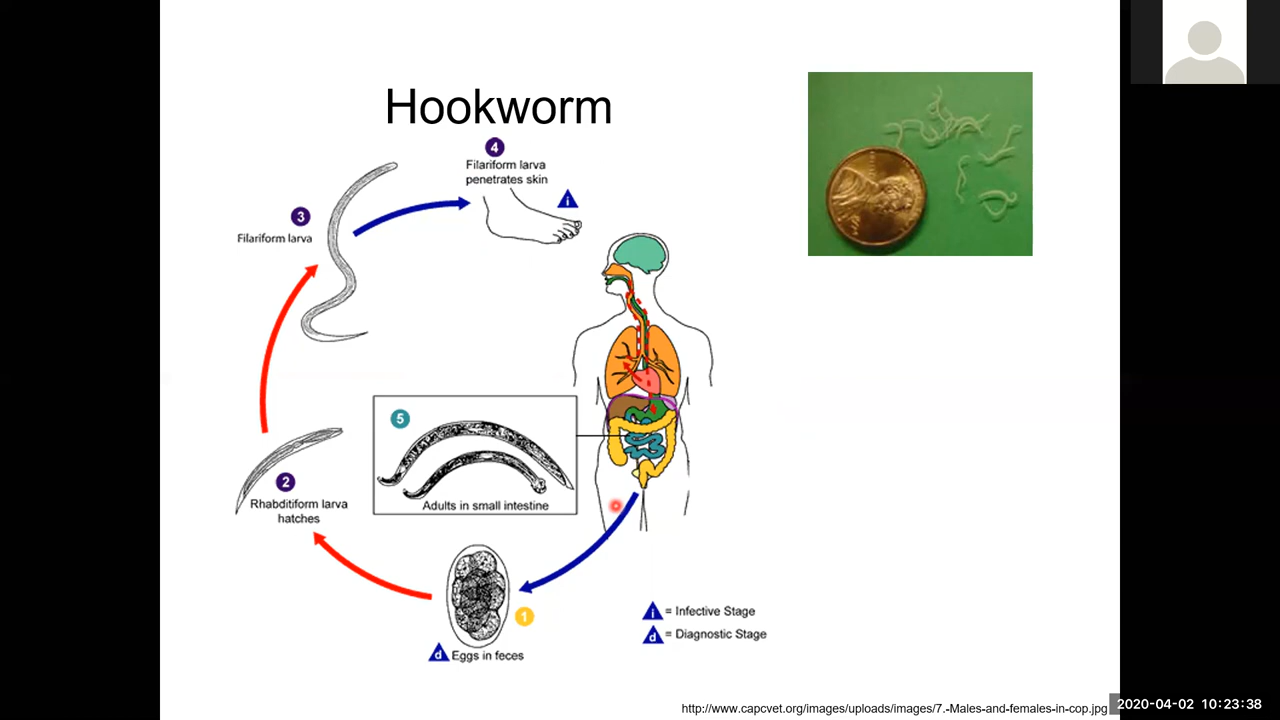 Hookworm
4
Filariform larva
penetrates skin
i
3
Filariform larva
5
Adults in small intestine
2
Rhabditiform larva
hatches
1
d
Eggs in feces
i = Infective Stage
d = Diagnostic Stage
http://www.capcvet.org/images/uploads/images/7.-Males-and-females-in-cop.jpg
2020-04-02 10:23:38